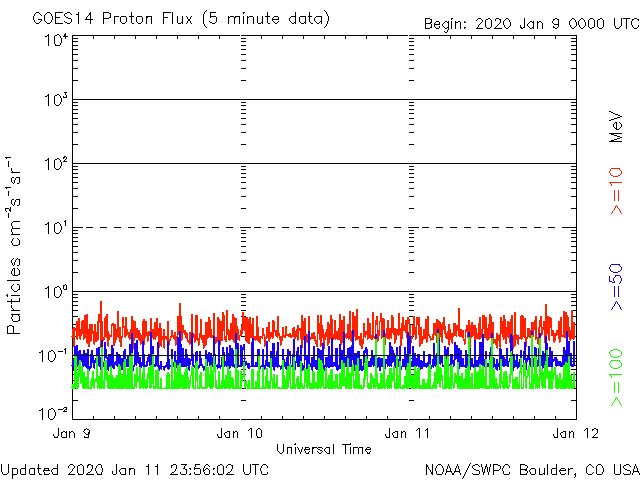 GOES14 Proton Flux (5 minute data)
Begin: 2020 Jan 9 0000 UTC
10⁴
10³
10²
10¹
10⁰
10⁻¹
10⁻²
Particles cm⁻²s⁻¹sr⁻¹
MeV
>=10
>=50
>=100
Jan 9
Jan 10
Jan 11
Jan 12
Universal Time
Updated 2020 Jan 11 23:56:02 UTC
NOAA/SWPC Boulder, CO USA